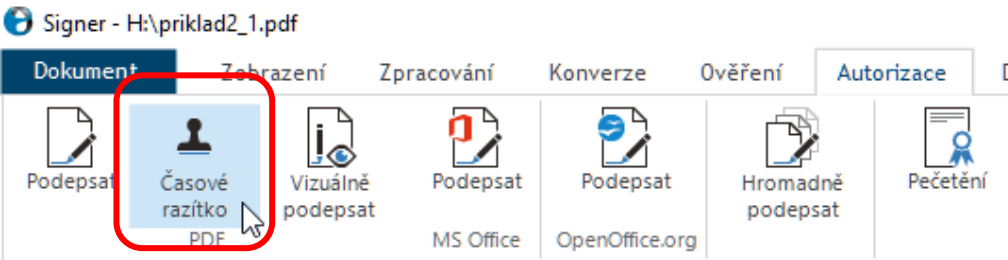 Signer - H:\priklad2_1.pdf
Dokument Zobrazení Zpracování Konverze Ověření Autorizace
Podepsat Časové razítko Vizuálně podepsat Podepsat Podepsat Hromadně podepsat Pečetění
PDF MS Office OpenOffice.org